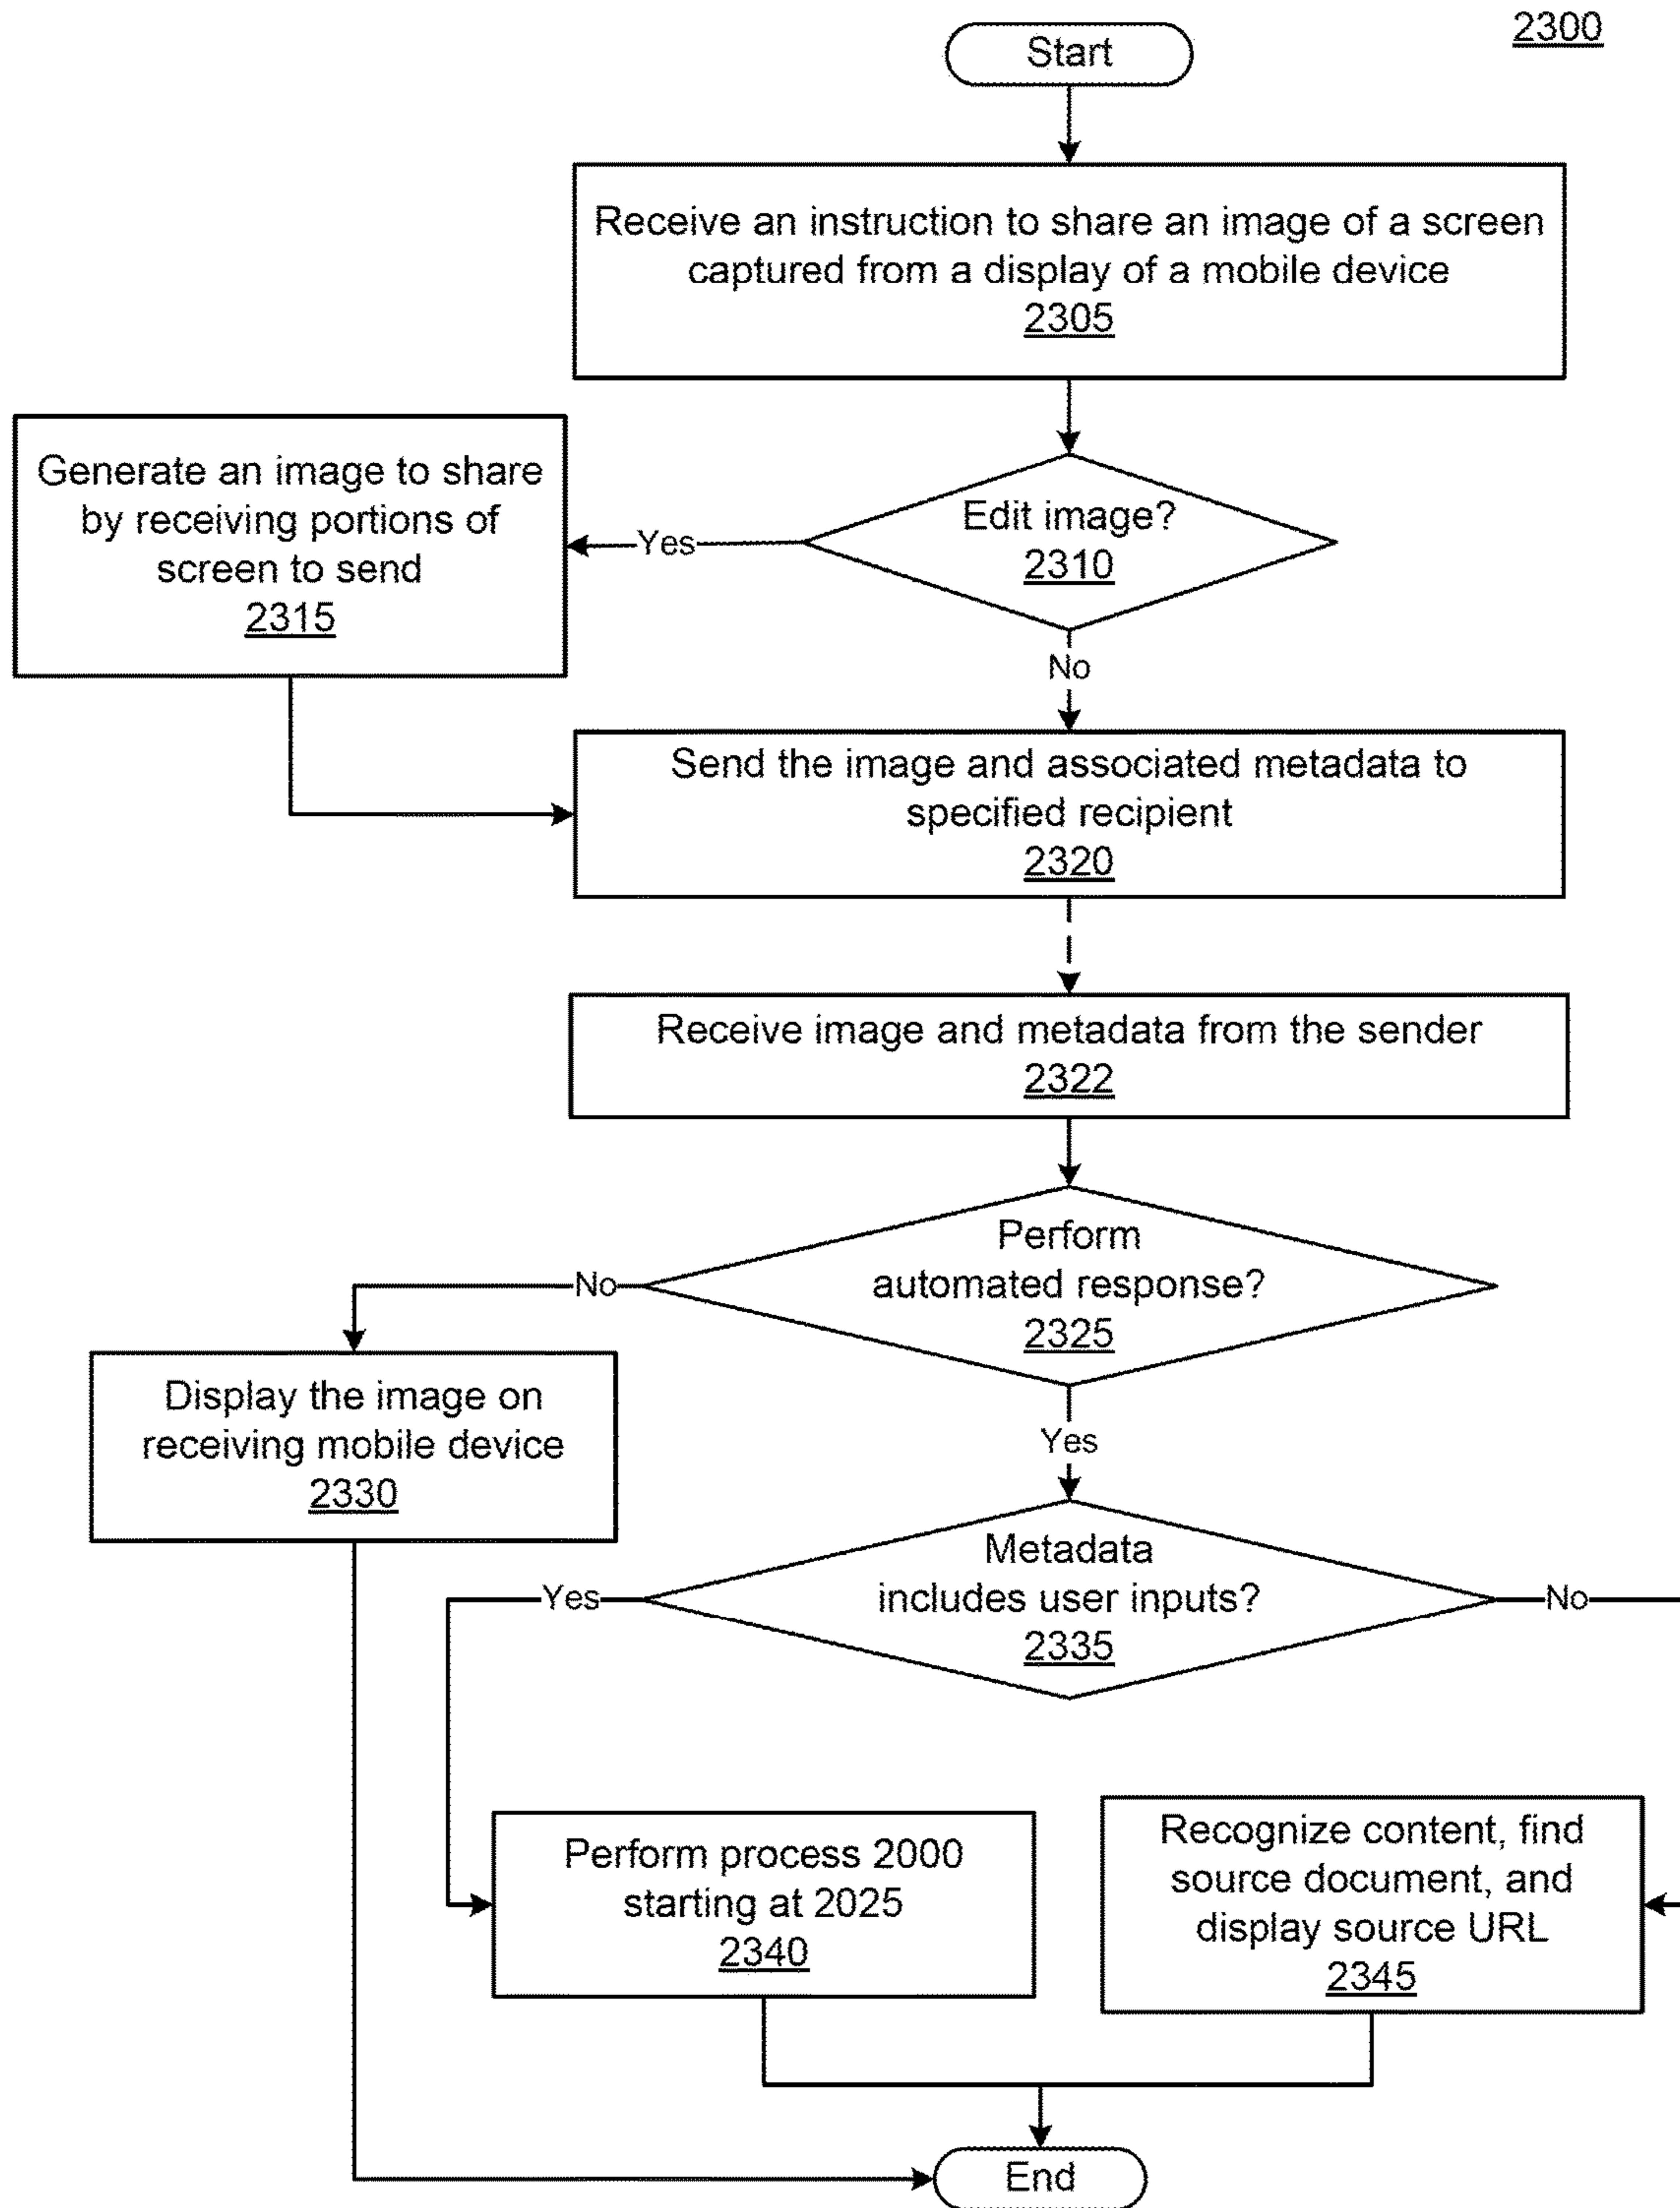 2300
Start
Receive an instruction to share an image of a screen
captured from a display of a mobile device
2305
Edit image?
2310
Yes
Generate an image to share
by receiving portions of
screen to send
2315
No
Send the image and associated metadata to
specified recipient
2320
Receive image and metadata from the sender
2322
Perform
automated response?
2325
No
Display the image on
receiving mobile device
2330
Yes
Metadata
includes user inputs?
2335
Yes
No
Perform process 2000
starting at 2025
2340
Recognize content, find
source document, and
display source URL
2345
End